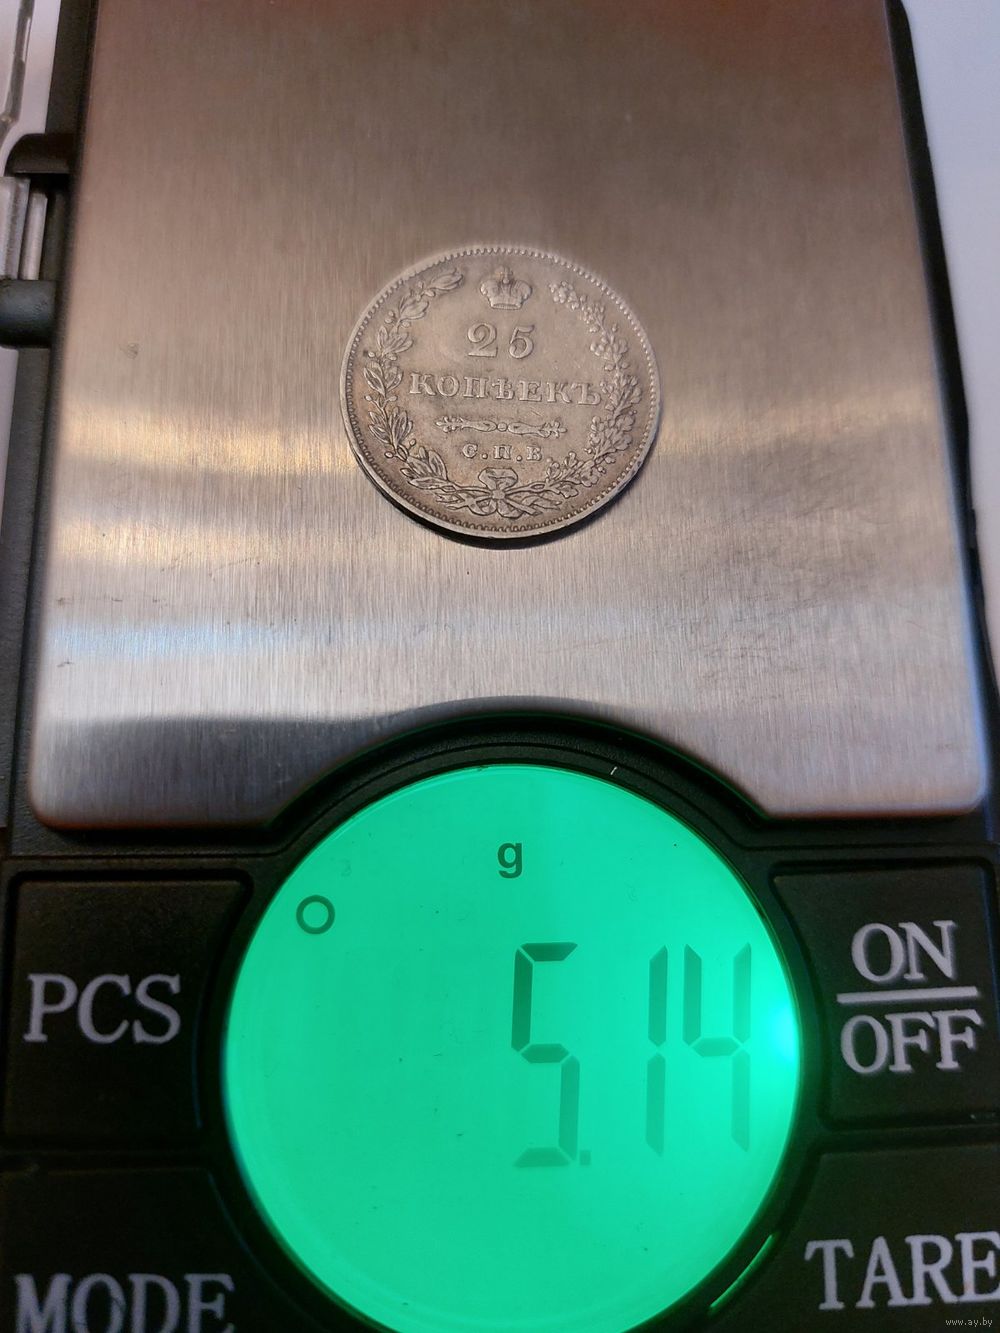 25
КОПѢЕКЪ
С.П.Б.
g
5.14
PCS
ON
OFF
MODE
TARE
www.ay.by